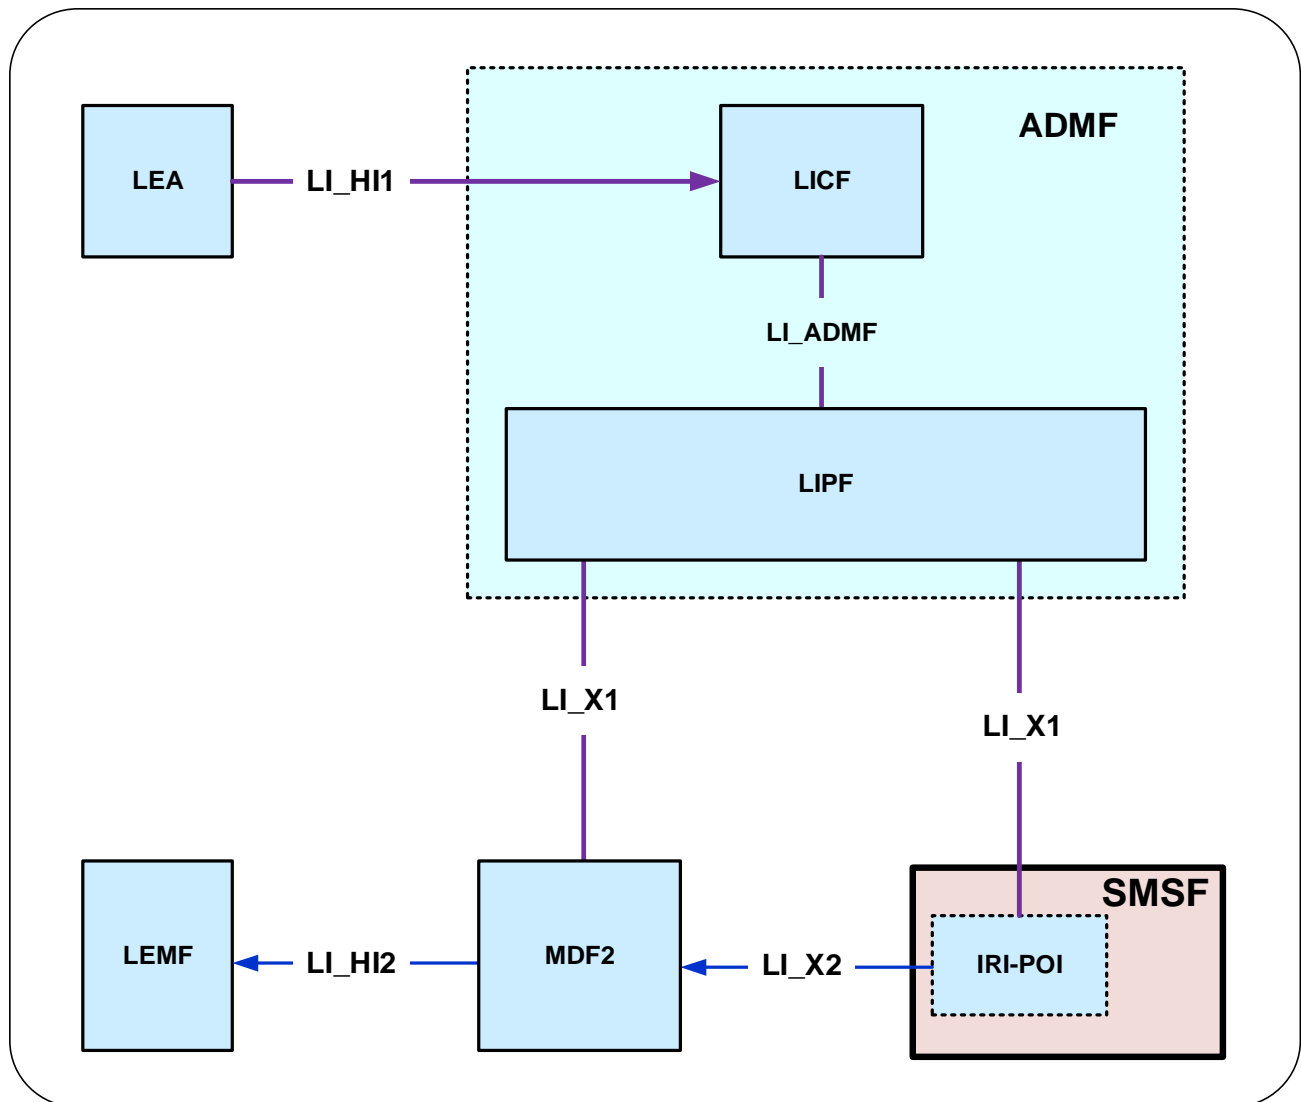 ADMF
LEA
LI_HI1
LICF
LI_ADMF
LIPF
LI_X1
LI_X1
SMSF
LEMF
LI_HI2
MDF2
LI_X2
IRI-POI